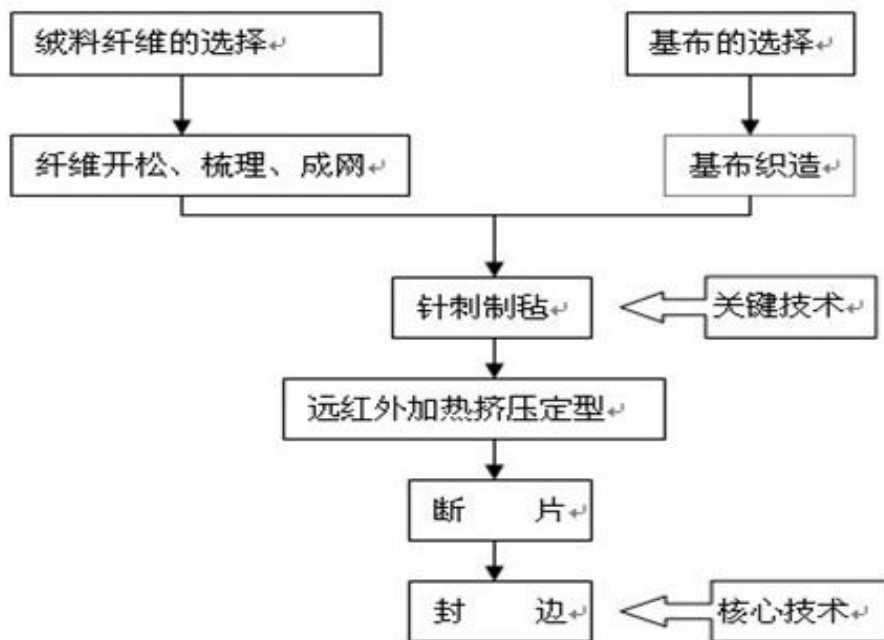 绒料纤维的选择
基布的选择
纤维开松、梳理、成网
基布织造
针刺制毡
关键技术
远红外加热挤压定型
断 片
封 边
核心技术